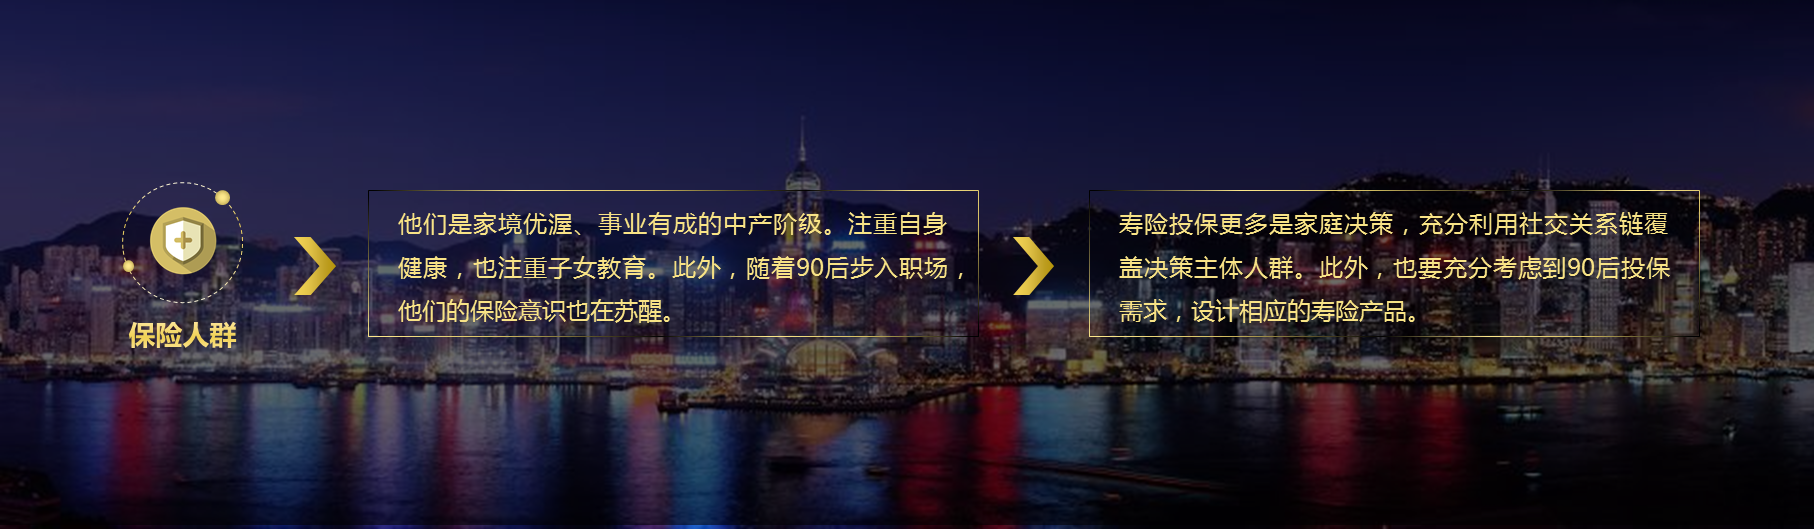 保险人群
他们是家境优渥、事业有成的中产阶级。注重自身
健康，也注重子女教育。此外，随着90后步入职场，
他们的保险意识也在苏醒。
寿险投保更多是家庭决策，充分利用社交关系链覆
盖决策主体人群。此外，也要充分考虑到90后投保
需求，设计相应的寿险产品。